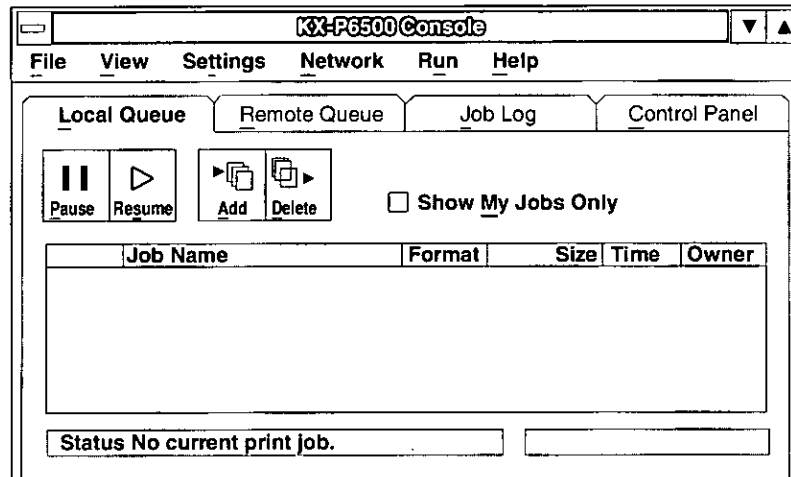 KX-P6500 Console
File View Settings Network Run Help
Local Queue Remote Queue Job Log Control Panel
Pause Resume Add Delete
Show My Jobs Only
Job Name Format Size Time Owner
Status No current print job.